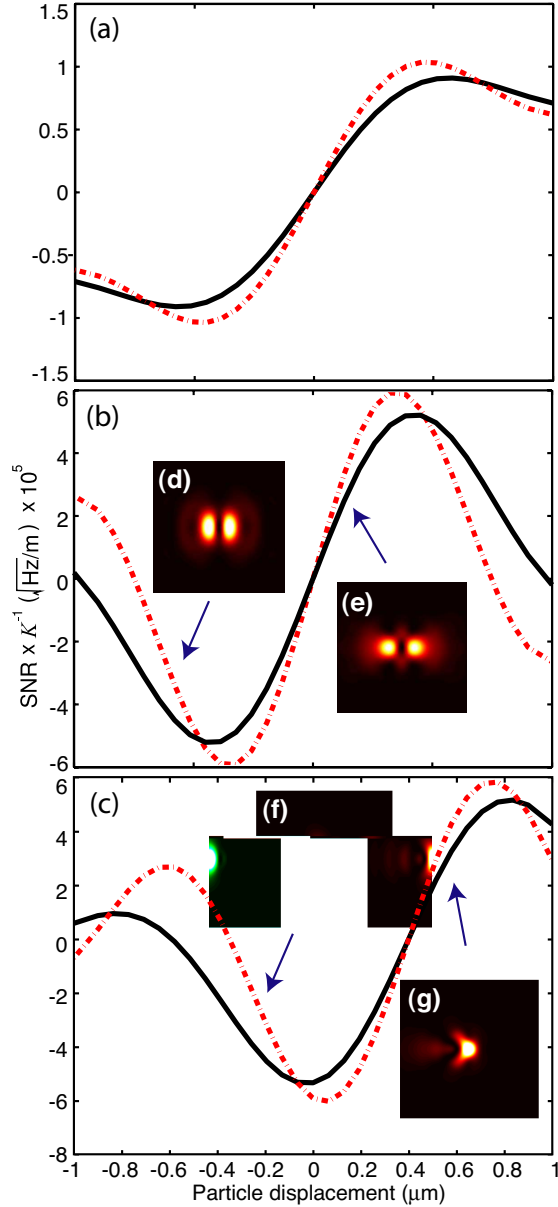 (a)
1.5
1
0.5
0
-0.5
-1
-1.5
(b)
6
4
2
0
-2
-4
-6
(d)
(e)
SNR x K⁻¹ (√Hz/m) x 10⁵
(c)
6
4
2
0
-2
-4
-6
-8
(f)
(g)
-1 -0.8 -0.6 -0.4 -0.2 0 0.2 0.4 0.6 0.8 1
Particle displacement (μm)